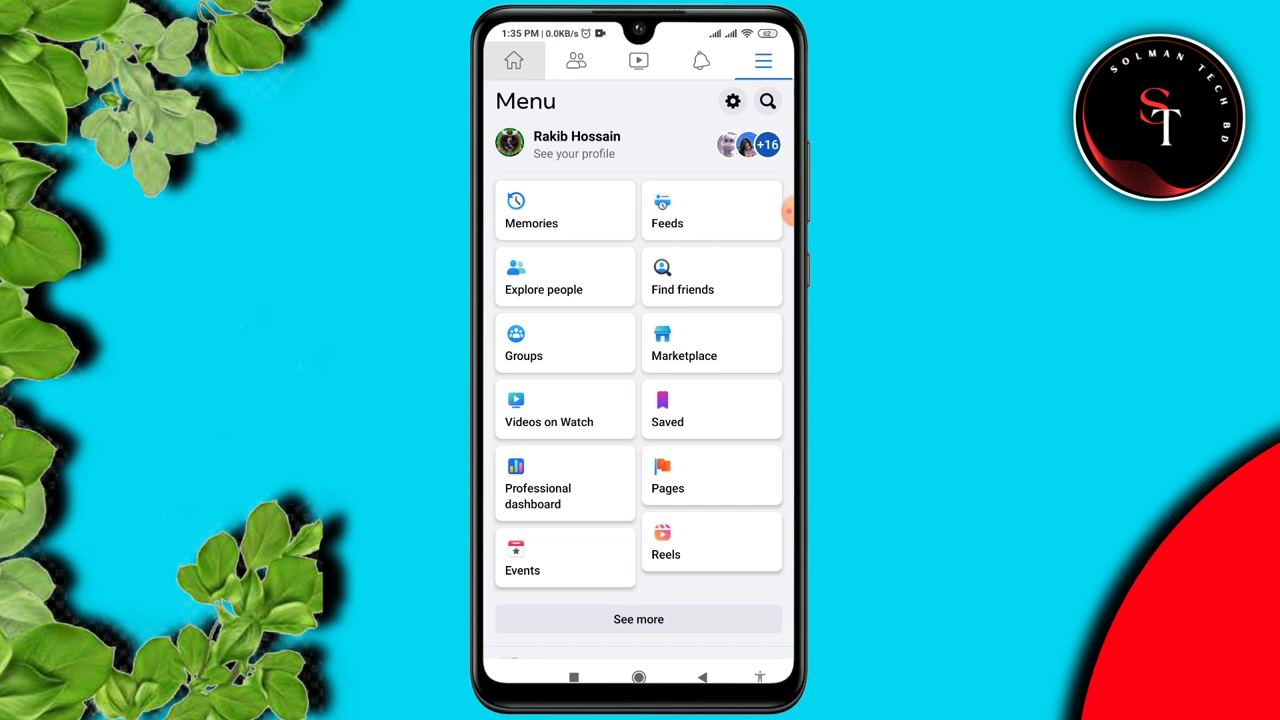 1:35 PM | 0.0KB/s
62
Menu
Rakib Hossain
See your profile
+16
Memories
Feeds
Explore people
Find friends
Groups
Marketplace
Videos on Watch
Saved
Professional
dashboard
Pages
Reels
Events
See more
SOLMAN TECH BD
ST